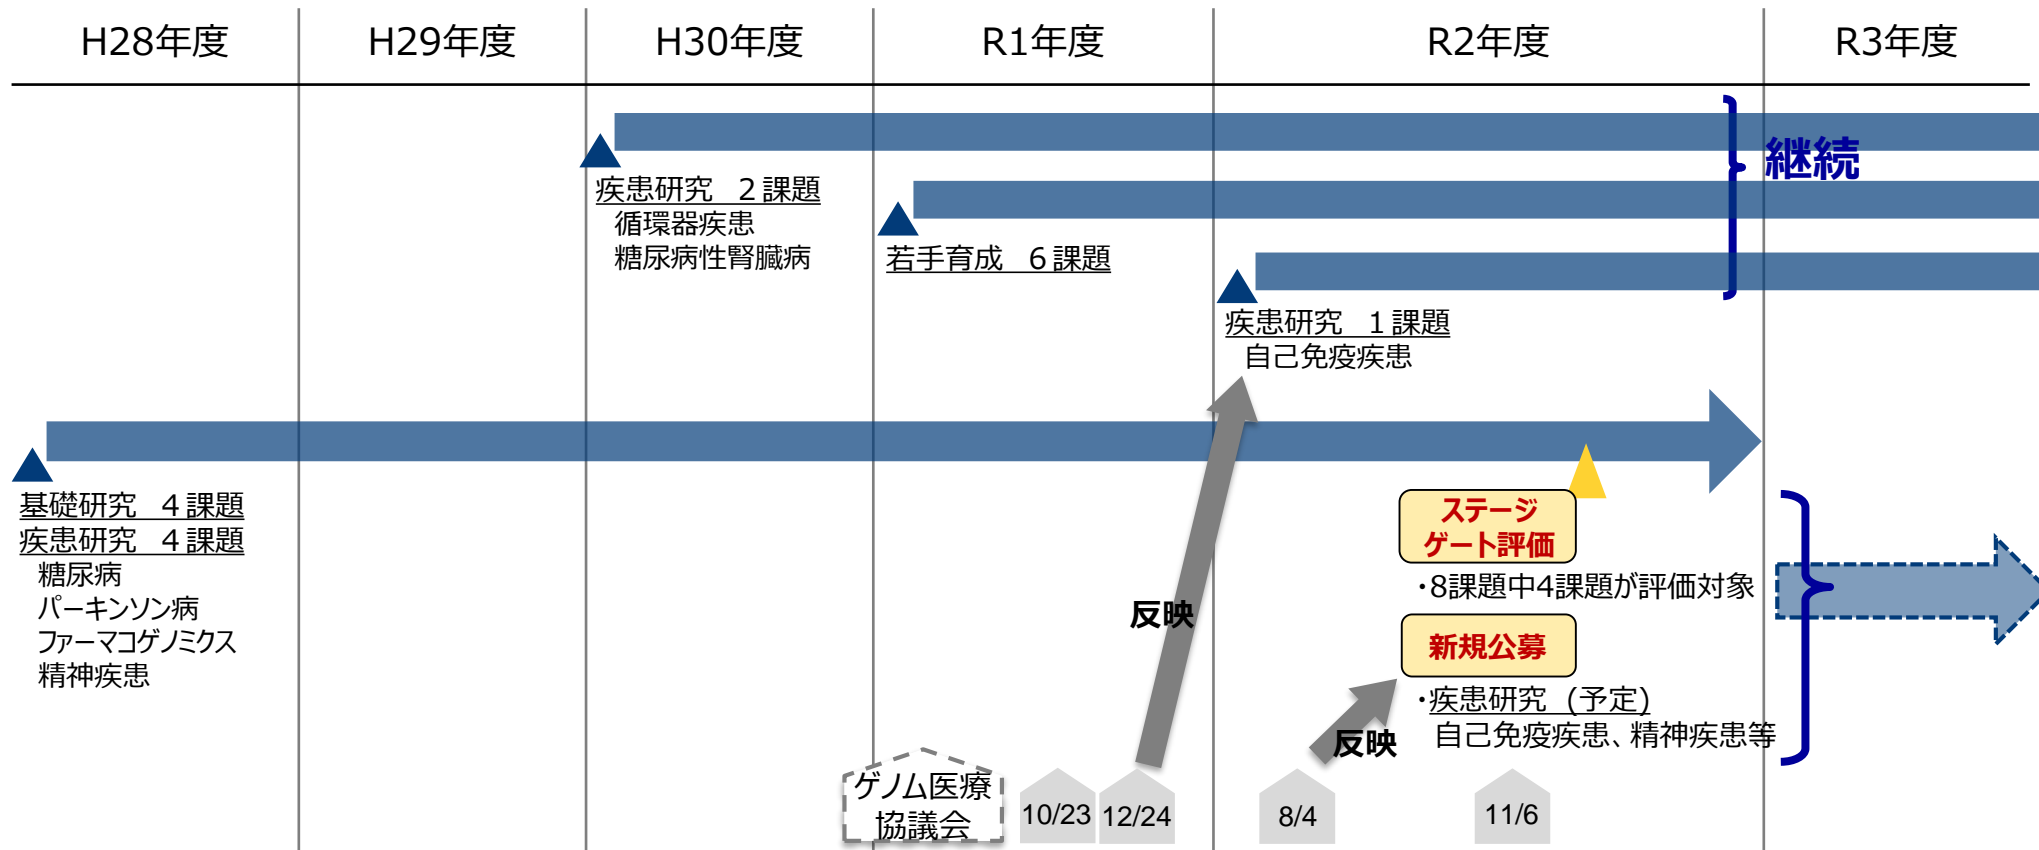 H28年度
H29年度
H30年度
R1年度
R2年度
R3年度
継続
疾患研究　２課題
循環器疾患
糖尿病性腎臓病
若手育成　６課題
疾患研究　１課題
自己免疫疾患
基礎研究　４課題
疾患研究　４課題
糖尿病
パーキンソン病
ファーマコゲノミクス
精神疾患
ステージ
ゲート評価
・8課題中4課題が評価対象
反映
新規公募
・疾患研究 (予定)
自己免疫疾患、精神疾患等
反映
ゲノム医療
協議会
10/23
12/24
8/4
11/6